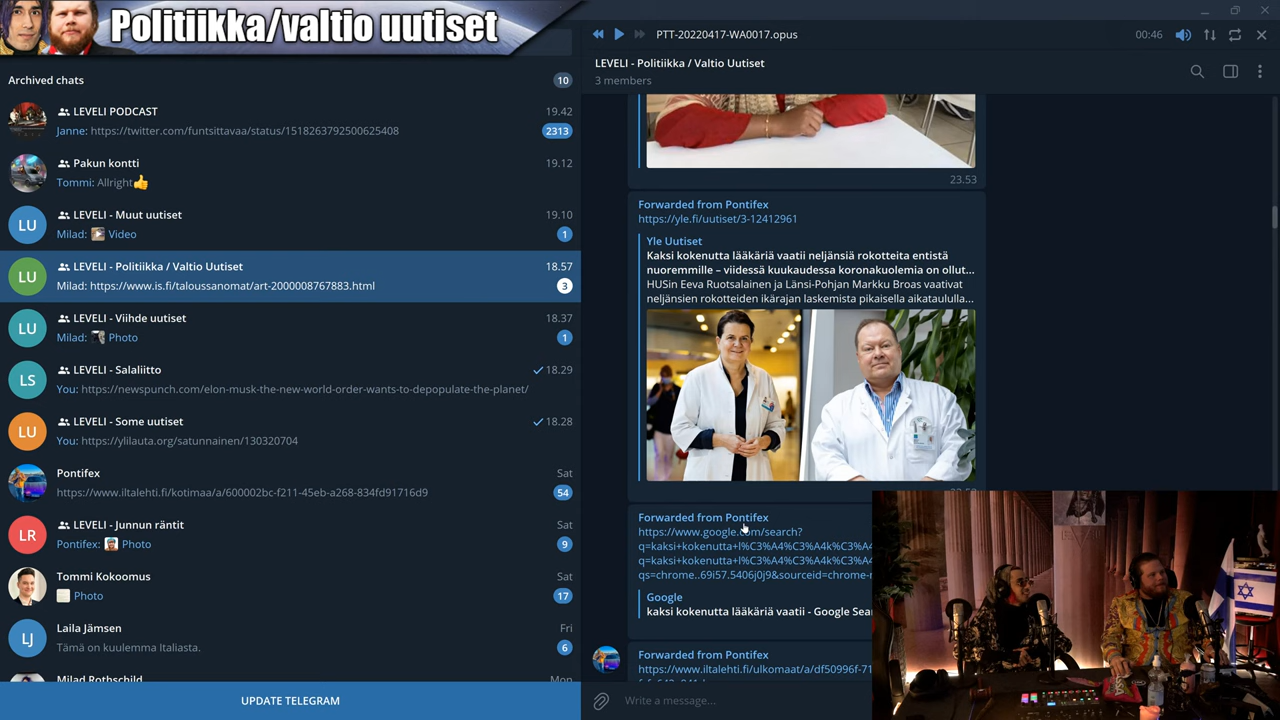 Politiikka/valtio uutiset
Archived chats
10
LEVELI PODCAST
19.42
Janne: https://twitter.com/funtsittavaa/status/1518263792500625408
2313
Pakun kontti
19.12
Tommi: Allright👍
LU
LEVELI - Muut uutiset
19.10
Milad: Video
1
LU
LEVELI - Politiikka / Valtio Uutiset
18.57
Milad: https://www.is.fi/taloussanomat/art-2000008767883.html
3
LU
LEVELI - Viihde uutiset
18.37
Milad: Photo
1
LS
LEVELI - Salaliitto
18.29
You: https://newspunch.com/elon-musk-the-new-world-order-wants-to-depopulate-the-planet/
LU
LEVELI - Some uutiset
18.28
You: https://ylilauta.org/satunnainen/130320704
Pontifex
Sat
https://www.iltalehti.fi/kotimaa/a/600002bc-f211-45eb-a268-834fd91716d9
54
LR
LEVELI - Junnun räntit
Sat
Pontifex: Photo
9
Tommi Kokoomus
Sat
Photo
17
LJ
Laila Jämsen
Fri
Tämä on kuulemma Italiasta.
6
Milad Rothschild
Mon
UPDATE TELEGRAM
PTT-20220417-WA0017.opus
00:46
LEVELI - Politiikka / Valtio Uutiset
3 members
23.53
Forwarded from Pontifex
https://yle.fi/uutiset/3-12412961
Yle Uutiset
Kaksi kokenutta lääkäriä vaatii neljänsiä rokotteita entistä
nuoremmille – viidessä kuukaudessa koronakuolemia on ollut...
HUSin Eeva Ruotsalainen ja Länsi-Pohjan Markku Broas vaativat
neljänsien rokotteiden ikärajan laskemista pikaisella aikataululla...
Forwarded from Pontifex
https://www.google.com/search?
q=kaksi+kokenutta+l%C3%A4%C3%A4k%C3%A4
q=kaksi+kokenutta+l%C3%A4%C3%A4k%C3%A4
qs=chrome..69i57.5406j0j9&sourceid=chrome-
Google
kaksi kokenutta lääkäriä vaatii - Google Sea
Forwarded from Pontifex
https://www.iltalehti.fi/ulkomaat/a/df50996f-71
Write a message...